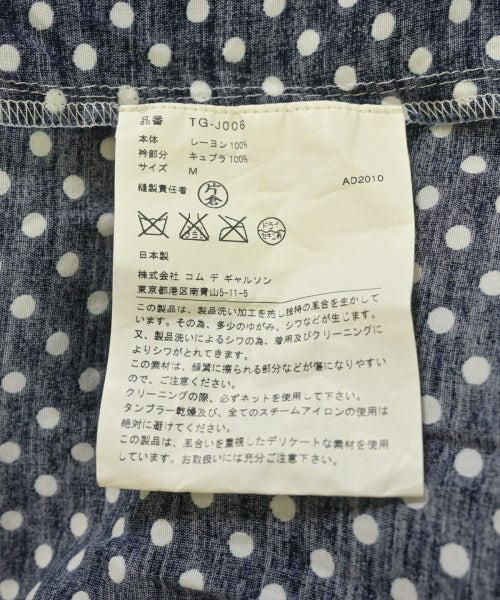 品番 TG-J006
本体 レーヨン 100%
衿部分 キュプラ 100%
サイズ M
縫製責任者 片倉 AD2010
ドライ セキユ系
日本製
株式会社 コム デ ギャルソン
東京都港区南青山5-11-5
この製品は、製品洗い加工を施し独特の風合を生かして
います。その為、多少のゆがみ、シワなどが生じます。
又、製品洗いによるシワの為、着用及びクリーニングに
よりシワがとれてきます。
この素材は、頻繁に擦られる部分などが傷になりやすい
ので、ご注意ください。
クリーニングの際、必ずネットを使用して下さい。
タンブラー乾燥及び、全てのスチームアイロンの使用は
絶対に避けてください。
この製品は、風合いを重視したデリケートな素材を使用
しています。お取扱いには充分ご注意下さい。